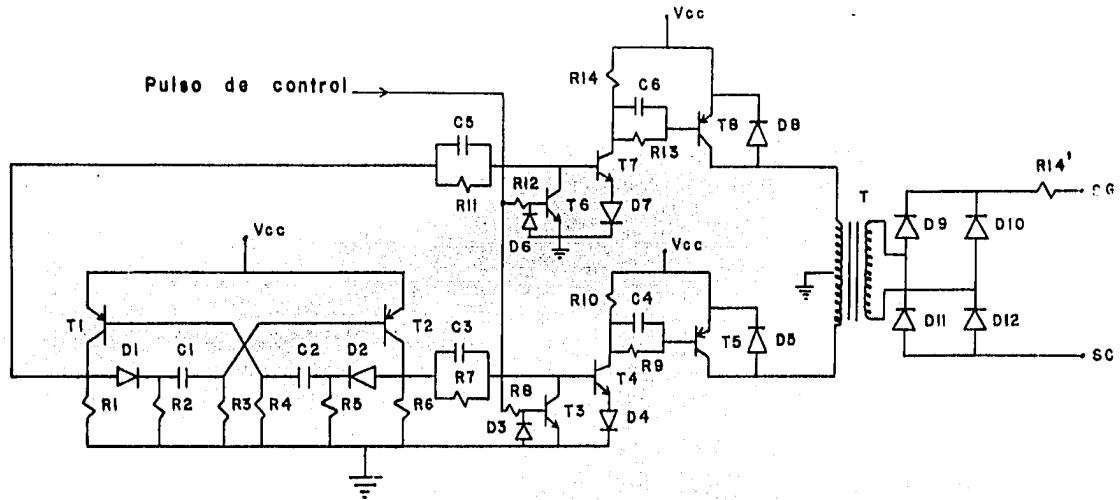 Vcc
Pulso de control
R14
C6
T8
D8
C5
R13
T7
R14'
SG
R11
R12
T6
D7
T
D9
D10
D6
Vcc
Vcc
R10
C4
T1
T2
C3
T5
D5
D11
D12
D1
C1
C2
D2
R7
R9
T4
SC
R8
R1
R2
R3
R4
R5
R6
D3
T3
D4